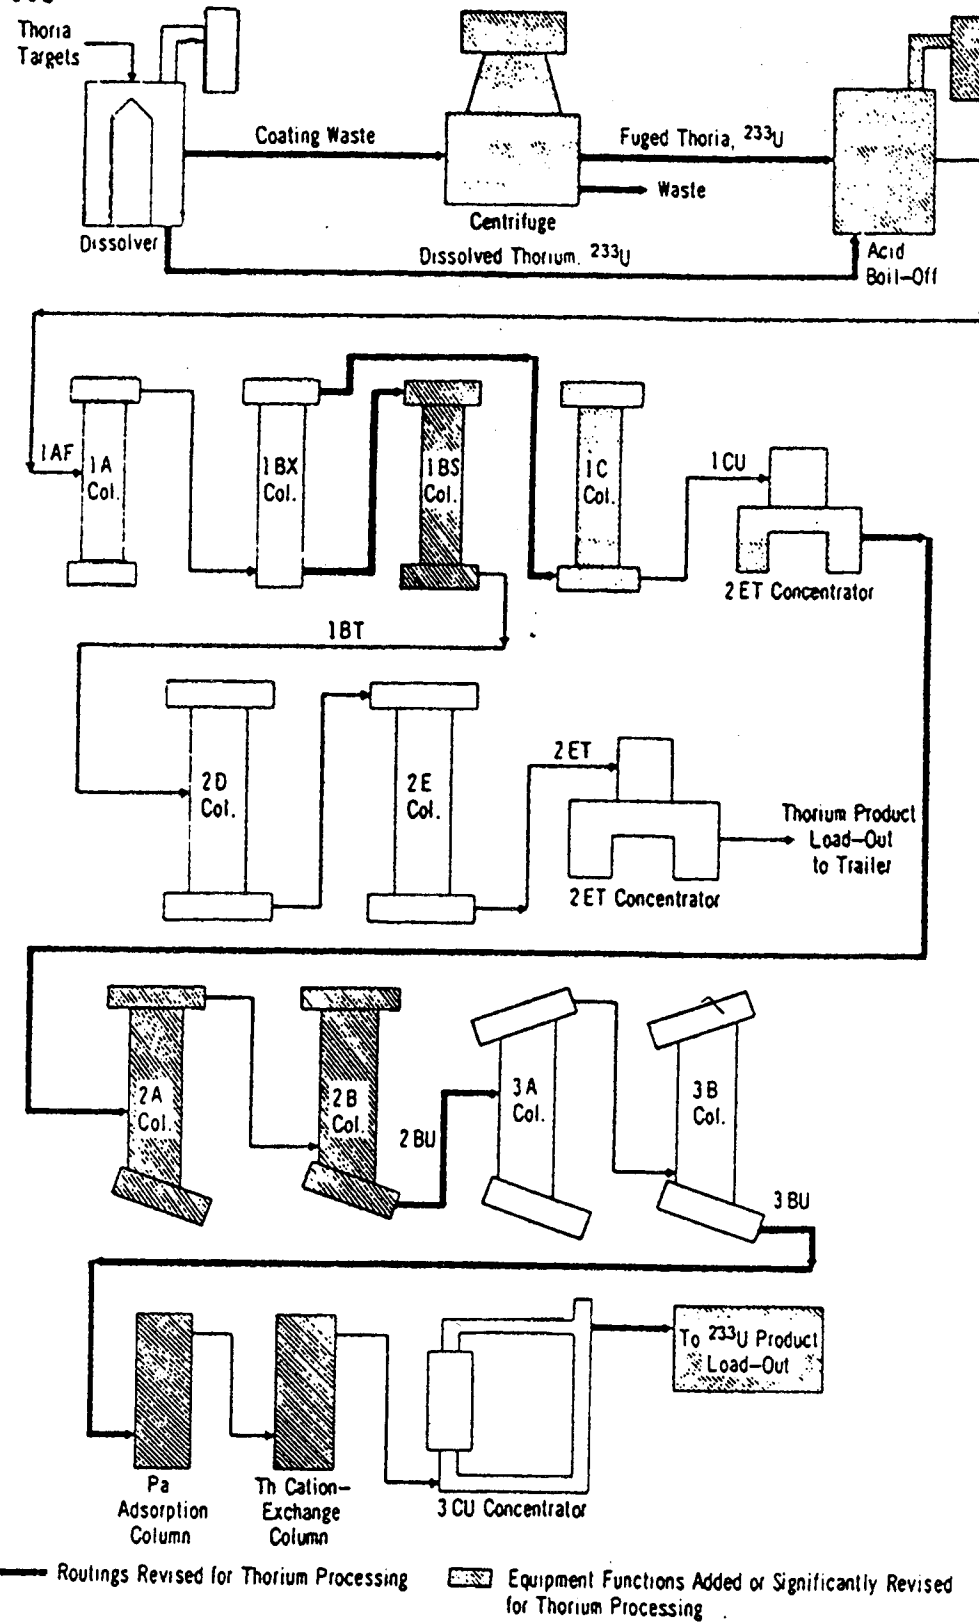 Thoria
Targets
Coating Waste
Fuged Thoria, 233U
Waste
Dissolver
Centrifuge
Dissolved Thorium, 233U
Acid
Boil-Off
1AF
1A
Col.
1BX
Col.
1BS
Col.
1C
Col.
1CU
2ET Concentrator
1BT
2D
Col.
2E
Col.
2ET
Thorium Product
Load-Out
to Trailer
2ET Concentrator
2A
Col.
2B
Col.
2BU
3A
Col.
3B
Col.
3BU
To 233U Product
Load-Out
Pa
Adsorption
Column
Th Cation-
Exchange
Column
3CU Concentrator
Routings Revised for Thorium Processing
Equipment Functions Added or Significantly Revised
for Thorium Processing